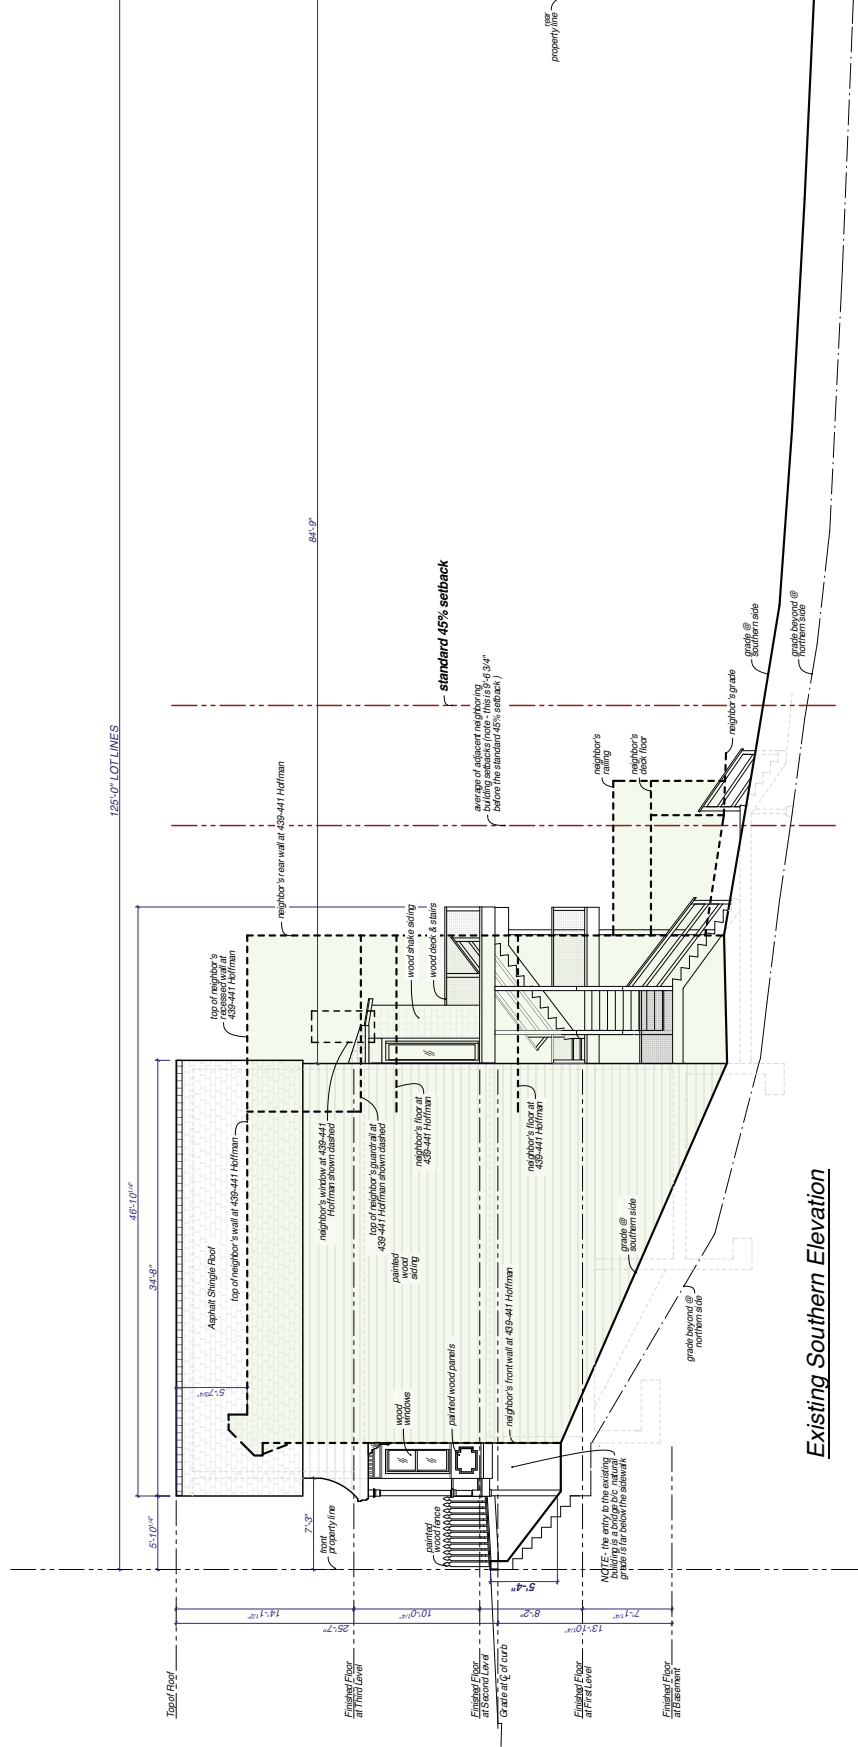 rear
property line
125'-0" LOT LINES
84'-9"
standard 45% setback
average of adjacent neighboring
building setbacks (note - this is 9'-6 3/4"
before the standard 45% setback )
grade @
southern side
grade beyond @
northern side
neighbor's grade
neighbor's
railing
neighbor's
deck floor
neighbor's rear wall at 439-441 Hoffman
top of neighbor's
recessed wall at
439-441 Hoffman
wood shake siding
wood deck & stairs
46'-10 1/4"
34'-8"
top of neighbor's wall at 439-441 Hoffman
Asphalt Shingle Roof
neighbor's window at 439-441
Hoffman shown dashed
top of neighbor's guardrail at
439-441 Hoffman shown dashed
neighbor's floor at
439-441 Hoffman
neighbor's floor at
439-441 Hoffman
painted
wood
siding
grade @
southern side
grade beyond @
northern side
neighbor's front wall at 439-441 Hoffman
painted wood panels
wood
windows
5'-7 3/4"
5'-10 1/4"
7'-3"
front
property line
painted
wood fence
NOTE - the entry to the existing
building is a bridge b/c natural
grade is far below the sidewalk
5'-4"
14'-1 1/2"
25'-7"
10'-0 1/4"
8'-2"
13'-10 1/4"
7'-1 1/4"
Top of Roof
Finished Floor
at Third Level
Finished Floor
at Second Level
Grade at ℄ of curb
Finished Floor
at First Level
Finished Floor
at Basement
Existing Southern Elevation